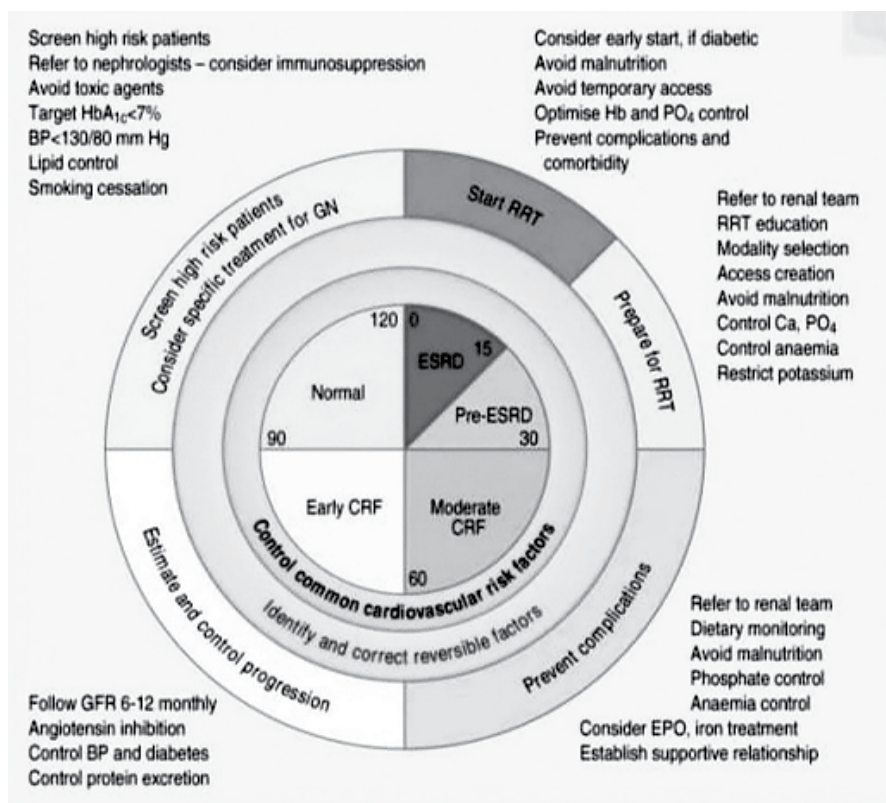 Screen high risk patients
Refer to nephrologists – consider immunosuppression
Avoid toxic agents
Target HbA1c<7%
BP<130/80 mm Hg
Lipid control
Smoking cessation
Consider early start, if diabetic
Avoid malnutrition
Avoid temporary access
Optimise Hb and PO4 control
Prevent complications and
comorbidity
Refer to renal team
RRT education
Modality selection
Access creation
Avoid malnutrition
Control Ca, PO4
Control anaemia
Restrict potassium
Screen high risk patients
Consider specific treatment for GN
Start RRT
Prepare for RRT
120
0
15
ESRD
Normal
Pre-ESRD
90
30
Early CRF
Moderate
CRF
60
Control common cardiovascular risk factors
Identify and correct reversible factors
Estimate and control progression
Prevent complications
Refer to renal team
Dietary monitoring
Avoid malnutrition
Phosphate control
Anaemia control
Consider EPO, iron treatment
Establish supportive relationship
Follow GFR 6-12 monthly
Angiotensin inhibition
Control BP and diabetes
Control protein excretion